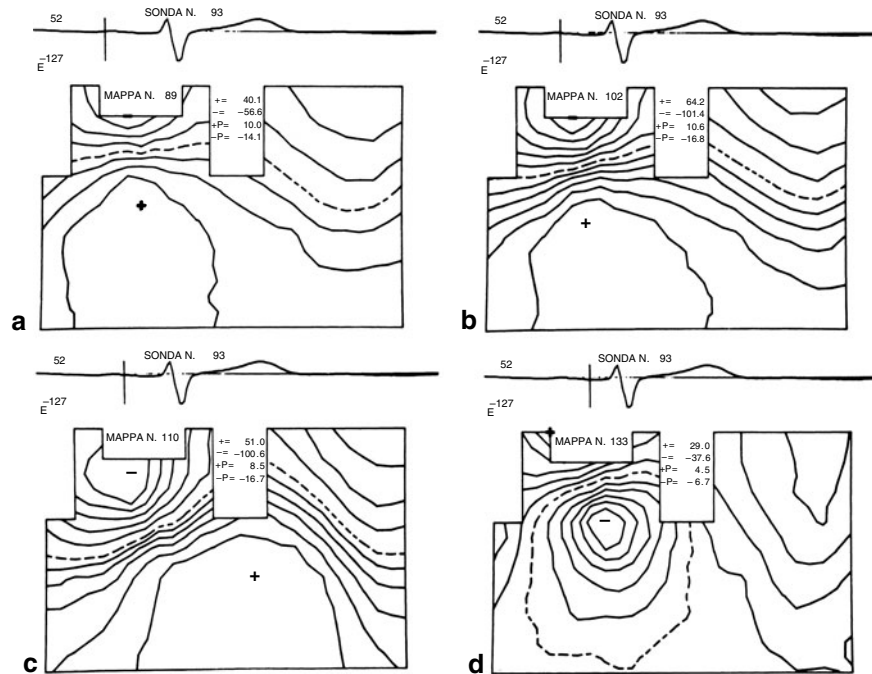 SONDA N. 93
52
-127
E
MAPPA N. 89
+= 40.1
-= -56.6
+P= 10.0
-P= -14.1
+
a
SONDA N. 93
52
-127
E
MAPPA N. 102
+= 64.2
-= -101.4
+P= 10.6
-P= -16.8
+
b
SONDA N. 93
52
-127
E
MAPPA N. 110
+= 51.0
-= -100.6
+P= 8.5
-P= -16.7
-
+
c
SONDA N. 93
52
-127
E
+
MAPPA N. 133
+= 29.0
-= -37.6
+P= 4.5
-P= -6.7
-
d